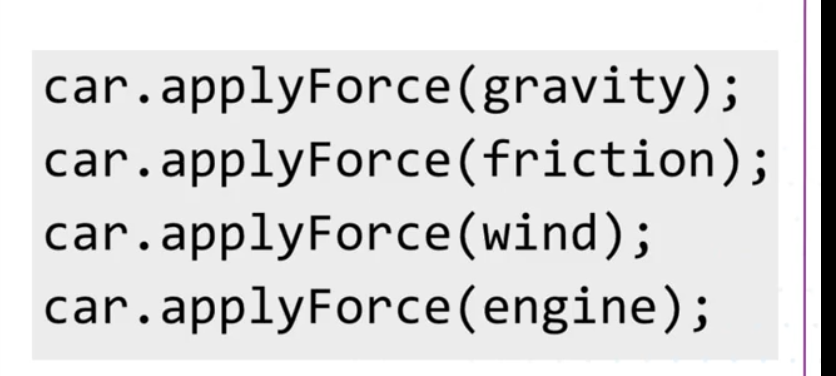 car.applyForce(gravity);
car.applyForce(friction);
car.applyForce(wind);
car.applyForce(engine);